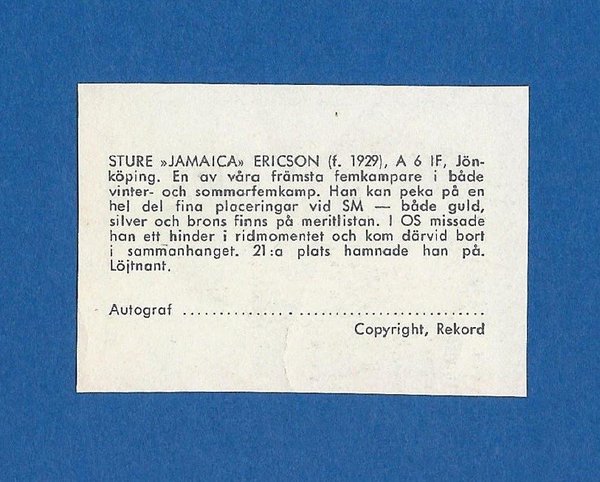 STURE »JAMAICA» ERICSON (f. 1929), A 6 IF, Jön-
köping. En av våra främsta femkampare i både
vinter- och sommarfemkamp. Han kan peka på en
hel del fina placeringar vid SM — både guld,
silver och brons finns på meritlistan. I OS missade
han ett hinder i ridmomentet och kom därvid bort
i sammanhanget. 21:a plats hamnade han på.
Löjtnant.
Autograf ..............................................
Copyright, Rekord